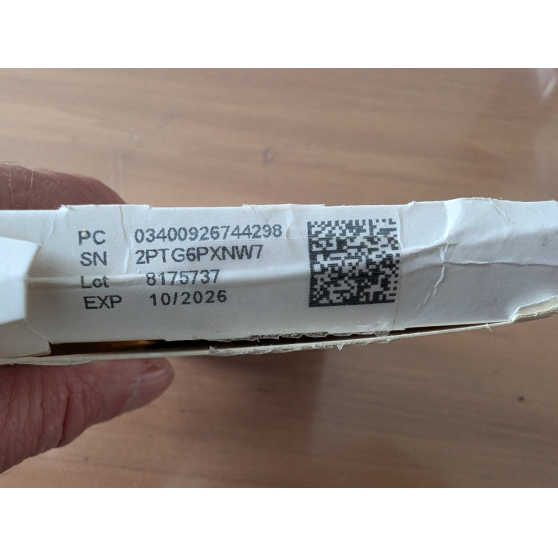 PC 03400926744298
SN 2PTG6PXNW7
Lot 8175737
EXP 10/2026